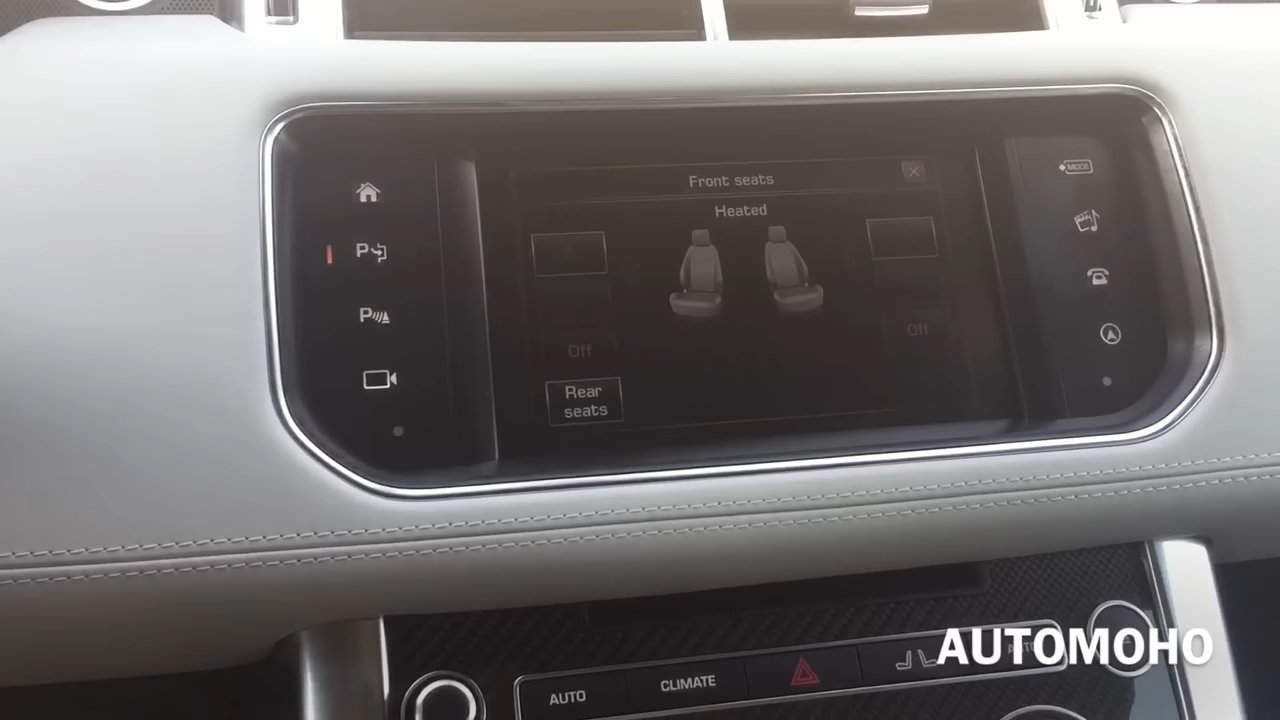 Front seats
MODE
Heated
P
P
Off
Off
Rear
seats
AUTOMOHO
AUTO
CLIMATE